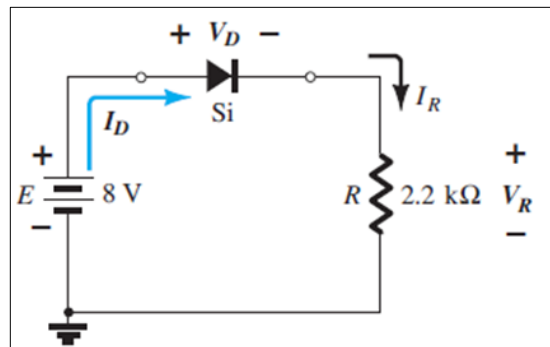 + V_D −
I_D
Si
I_R
+
E
8 V
−
R
2.2 kΩ
+
V_R
−